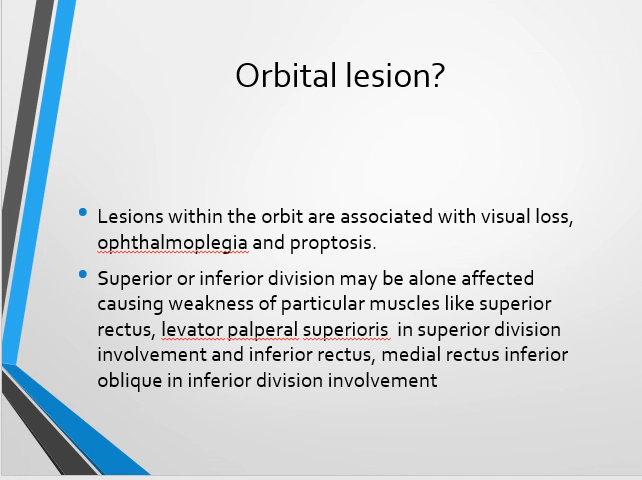 Orbital lesion?
• Lesions within the orbit are associated with visual loss,
ophthalmoplegia and proptosis.
• Superior or inferior division may be alone affected
causing weakness of particular muscles like superior
rectus, levator palperal superioris in superior division
involvement and inferior rectus, medial rectus inferior
oblique in inferior division involvement